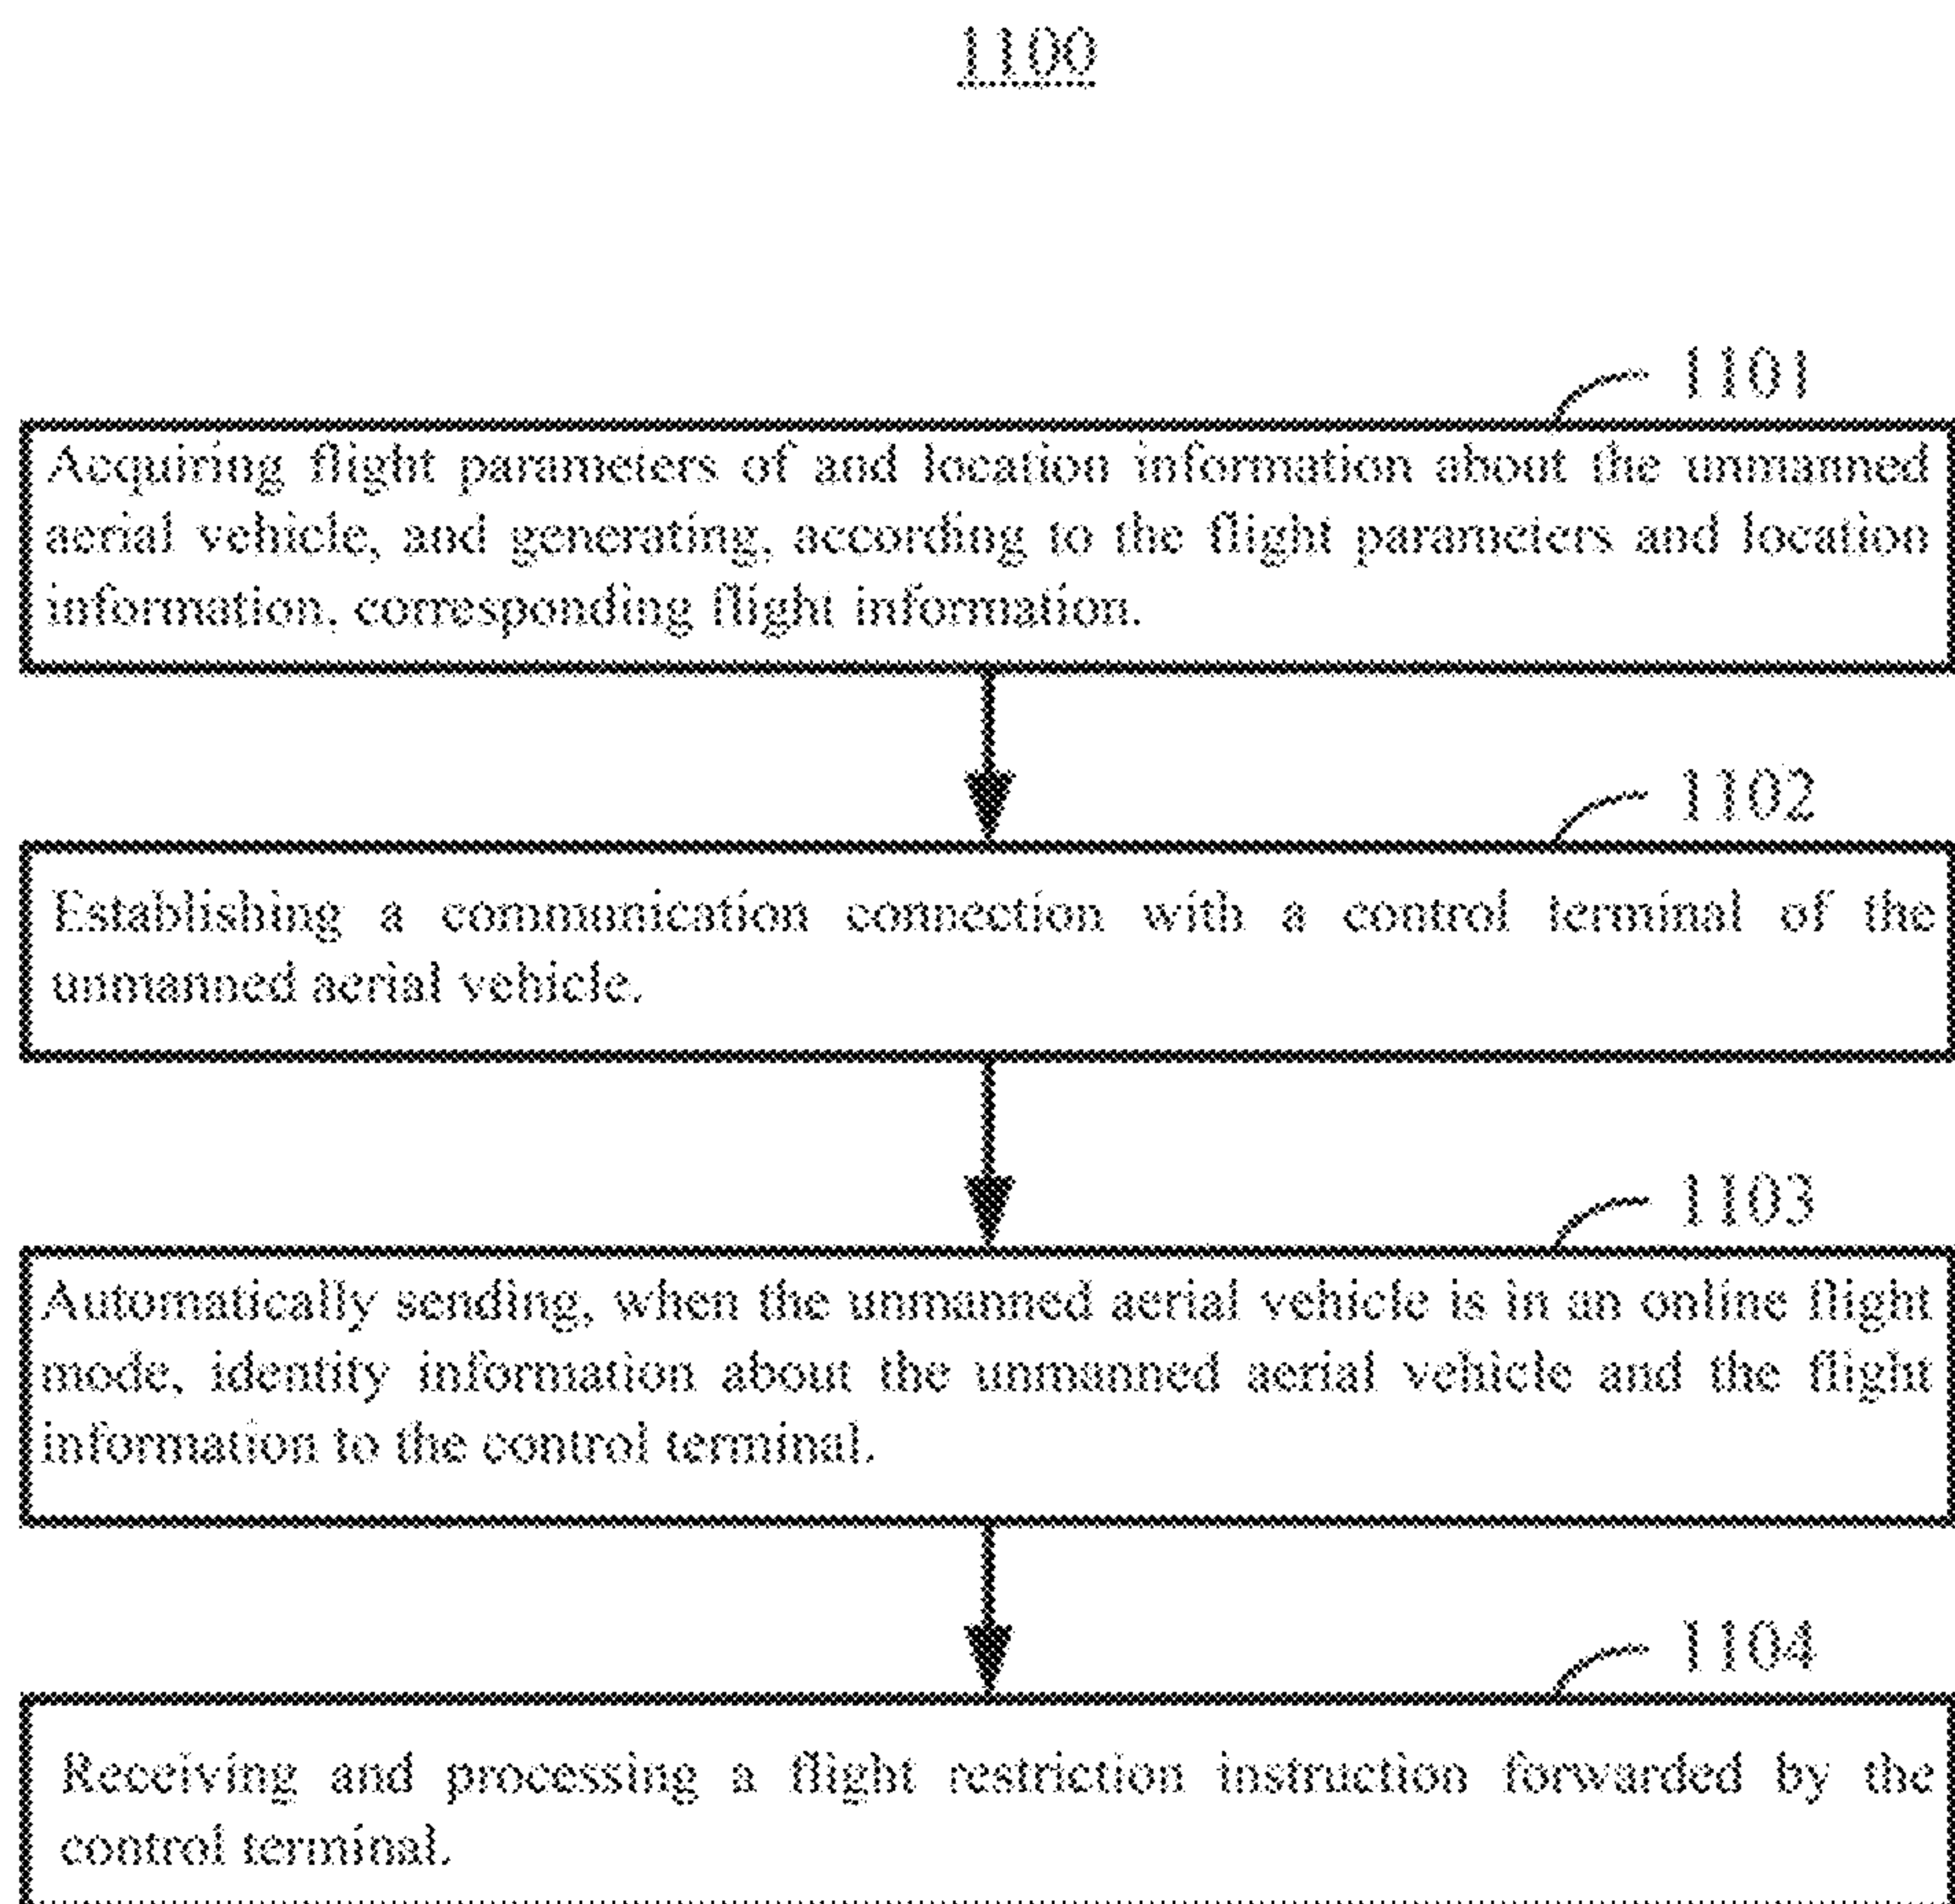 1100
1101
Acquiring flight parameters of and location information about the unmanned
aerial vehicle, and generating, according to the flight parameters and location
information, corresponding flight information.
1102
Establishing a communication connection with a control terminal of the
unmanned aerial vehicle.
1103
Automatically sending, when the unmanned aerial vehicle is in an online flight
mode, identity information about the unmanned aerial vehicle and the flight
information to the control terminal.
1104
Receiving and processing a flight restriction instruction forwarded by the
control terminal.